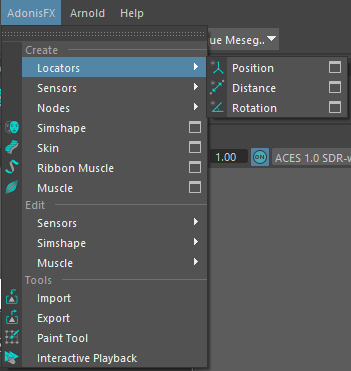 AdonisFX Arnold Help
Create
Locators
Sensors
Nodes
Simshape
Skin
Ribbon Muscle
Muscle
Edit
Sensors
Simshape
Muscle
Tools
Import
Export
Paint Tool
Interactive Playback
ue Meseg..
Position
Distance
Rotation
1.00 ON ACES 1.0 SDR-v